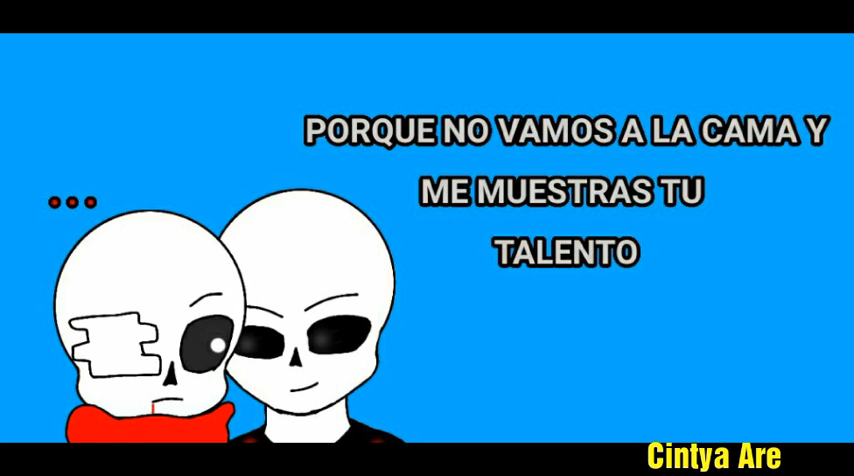 PORQUE NO VAMOS A LA CAMA Y
ME MUESTRAS TU
TALENTO
...
Cintya Are